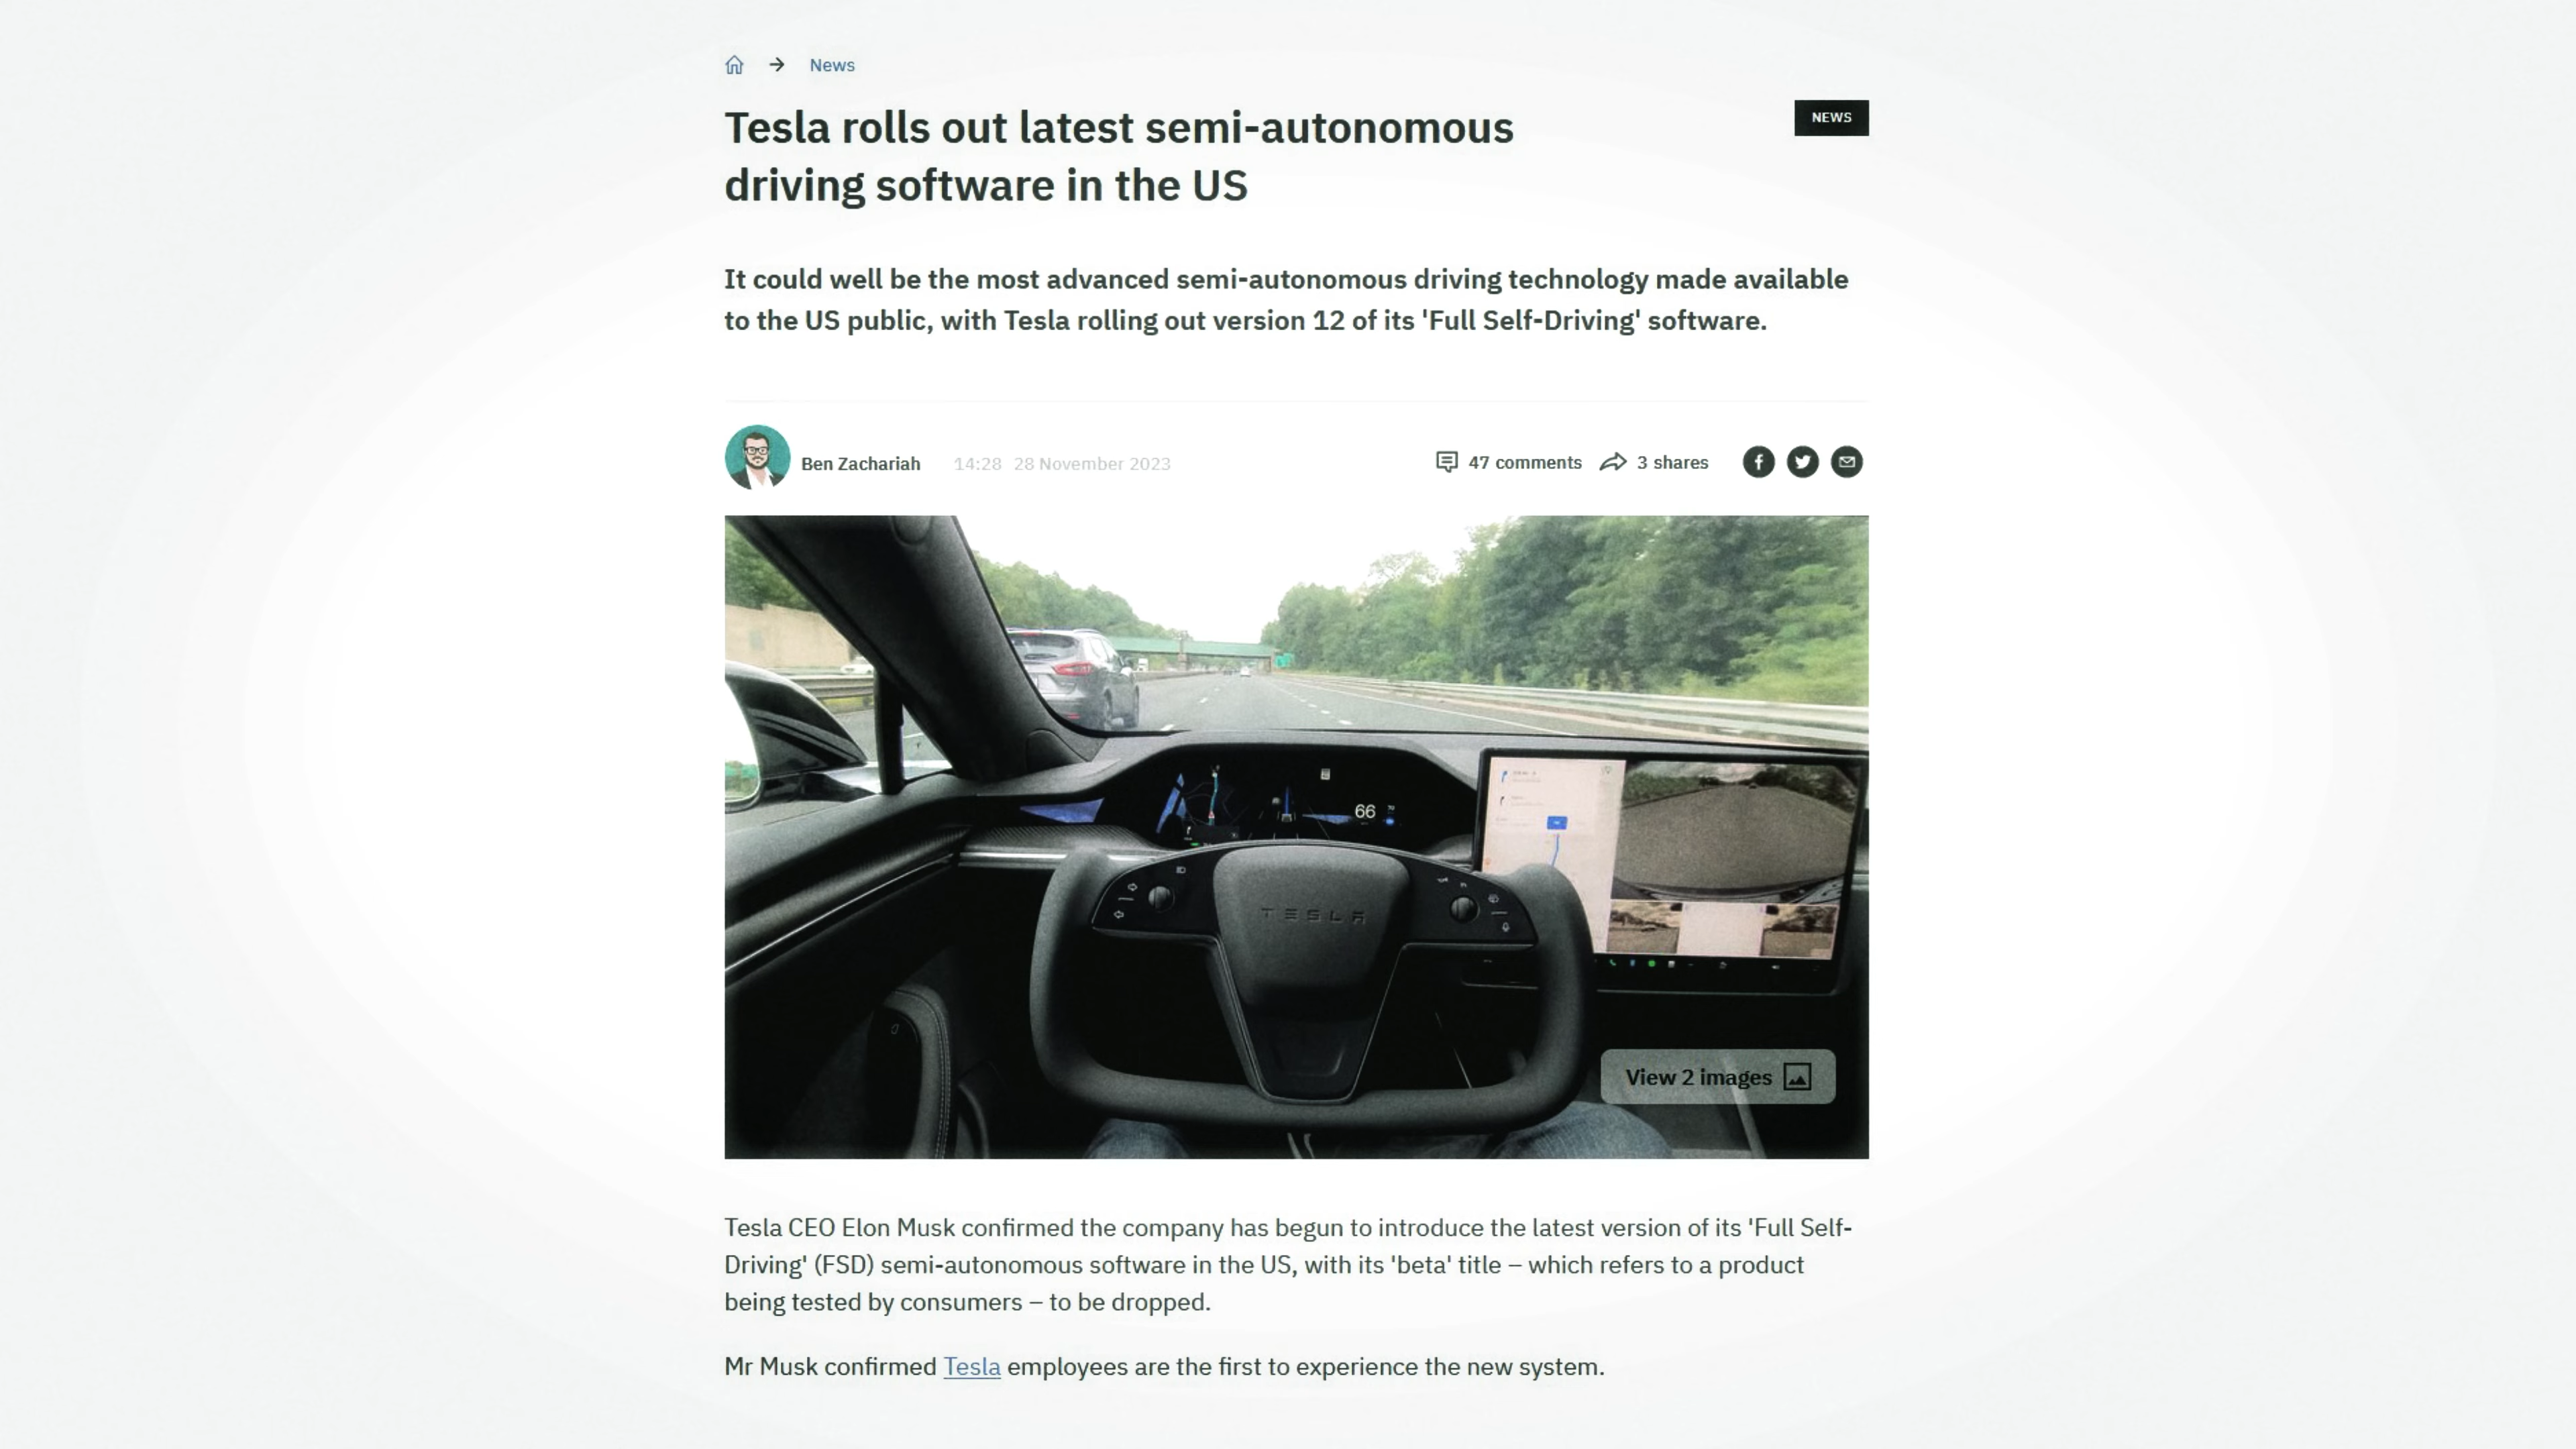 News
Tesla rolls out latest semi-autonomous
driving software in the US
NEWS
It could well be the most advanced semi-autonomous driving technology made available
to the US public, with Tesla rolling out version 12 of its 'Full Self-Driving' software.
Ben Zachariah 14:28 28 November 2023 47 comments 3 shares
66
TESLA
View 2 images
Tesla CEO Elon Musk confirmed the company has begun to introduce the latest version of its 'Full Self-
Driving' (FSD) semi-autonomous software in the US, with its 'beta' title – which refers to a product
being tested by consumers – to be dropped.
Mr Musk confirmed Tesla employees are the first to experience the new system.